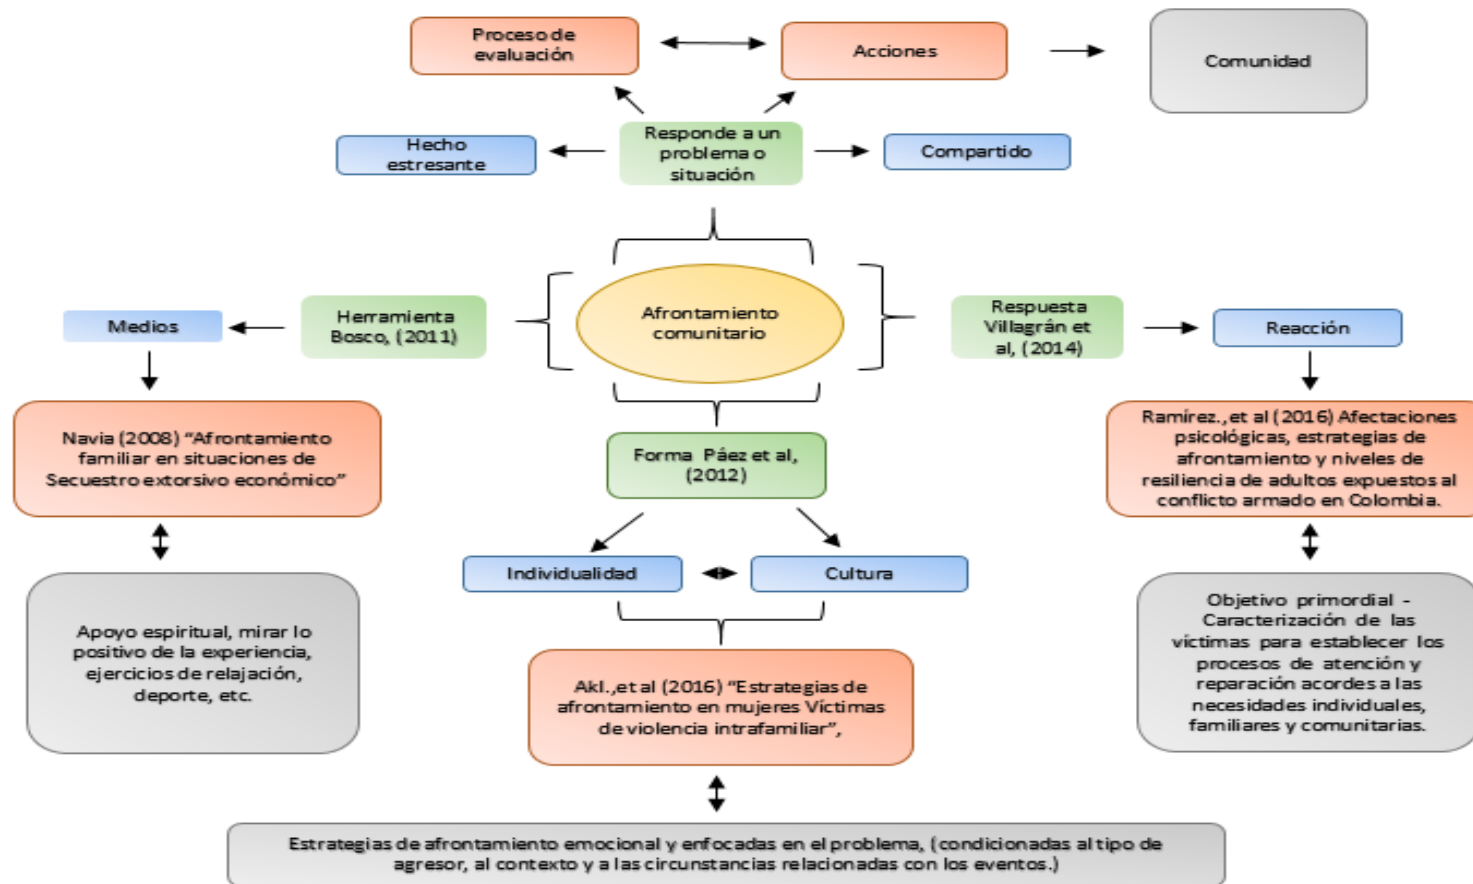 Proceso de
evaluación
Acciones
Comunidad
Hecho
estresante
Responde a un
problema o
situación
Compartido
Medios
Herramienta
Bosco, (2011)
Afrontamiento
comunitario
Respuesta
Villagrán et
al, (2014)
Reacción
Navia (2008) “Afrontamiento
familiar en situaciones de
Secuestro extorsivo económico”
Forma Páez et al,
(2012)
Ramírez.,et al (2016) Afectaciones
psicológicas, estrategias de
afrontamiento y niveles de
resiliencia de adultos expuestos al
conflicto armado en Colombia.
Individualidad
Cultura
Apoyo espiritual, mirar lo
positivo de la experiencia,
ejercicios de relajación,
deporte, etc.
Objetivo primordial -
Caracterización de las
víctimas para establecer los
procesos de atención y
reparación acordes a las
necesidades individuales,
familiares y comunitarias.
Akl.,et al (2016) “Estrategias de
afrontamiento en mujeres Víctimas
de violencia intrafamiliar”,
Estrategias de afrontamiento emocional y enfocadas en el problema, (condicionadas al tipo de
agresor, al contexto y a las circunstancias relacionadas con los eventos.)